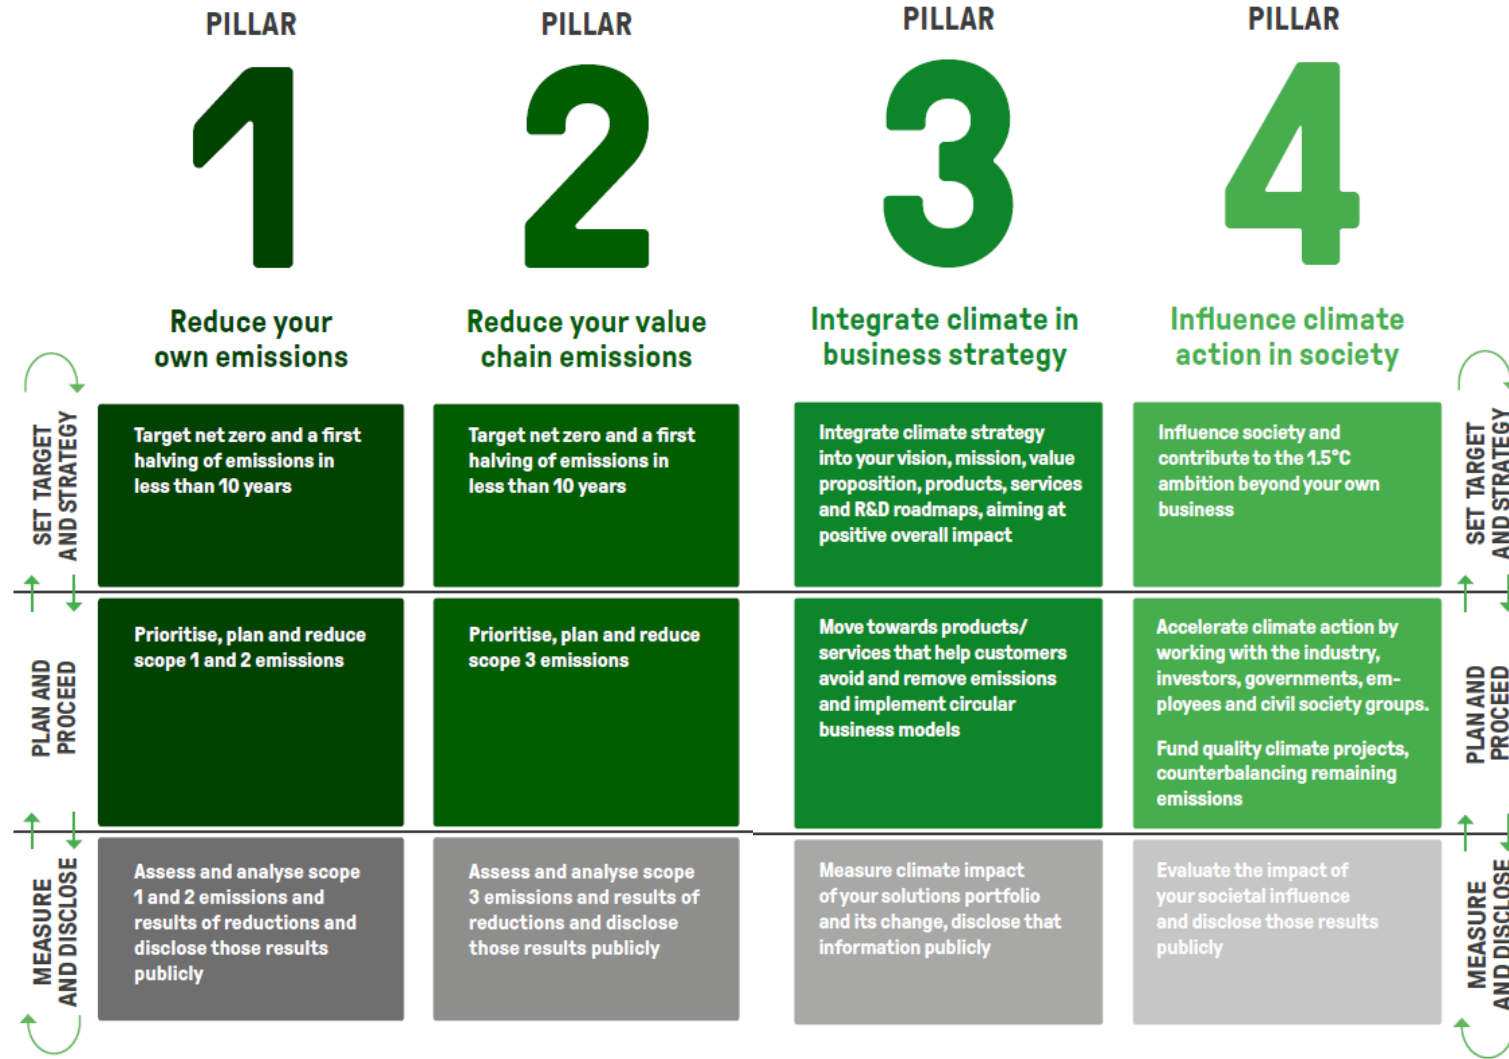 PILLAR
1
Reduce your
own emissions
PILLAR
2
Reduce your value
chain emissions
PILLAR
3
Integrate climate in
business strategy
PILLAR
4
Influence climate
action in society
SET TARGET
AND STRATEGY
Target net zero and a first
halving of emissions in
less than 10 years
Target net zero and a first
halving of emissions in
less than 10 years
Integrate climate strategy
into your vision, mission, value
proposition, products, services
and R&D roadmaps, aiming at
positive overall impact
Influence society and
contribute to the 1.5°C
ambition beyond your own
business
SET TARGET
AND STRATEGY
PLAN AND
PROCEED
Prioritise, plan and reduce
scope 1 and 2 emissions
Prioritise, plan and reduce
scope 3 emissions
Move towards products/
services that help customers
avoid and remove emissions
and implement circular
business models
Accelerate climate action by
working with the industry,
investors, governments, em-
ployees and civil society groups.
Fund quality climate projects,
counterbalancing remaining
emissions
PLAN AND
PROCEED
MEASURE
AND DISCLOSE
Assess and analyse scope
1 and 2 emissions and
results of reductions and
disclose those results
publicly
Assess and analyse scope
3 emissions and results of
reductions and disclose
those results publicly
Measure climate impact
of your solutions portfolio
and its change, disclose that
information publicly
Evaluate the impact of
your societal influence
and disclose those results
publicly
MEASURE
AND DISCLOSE